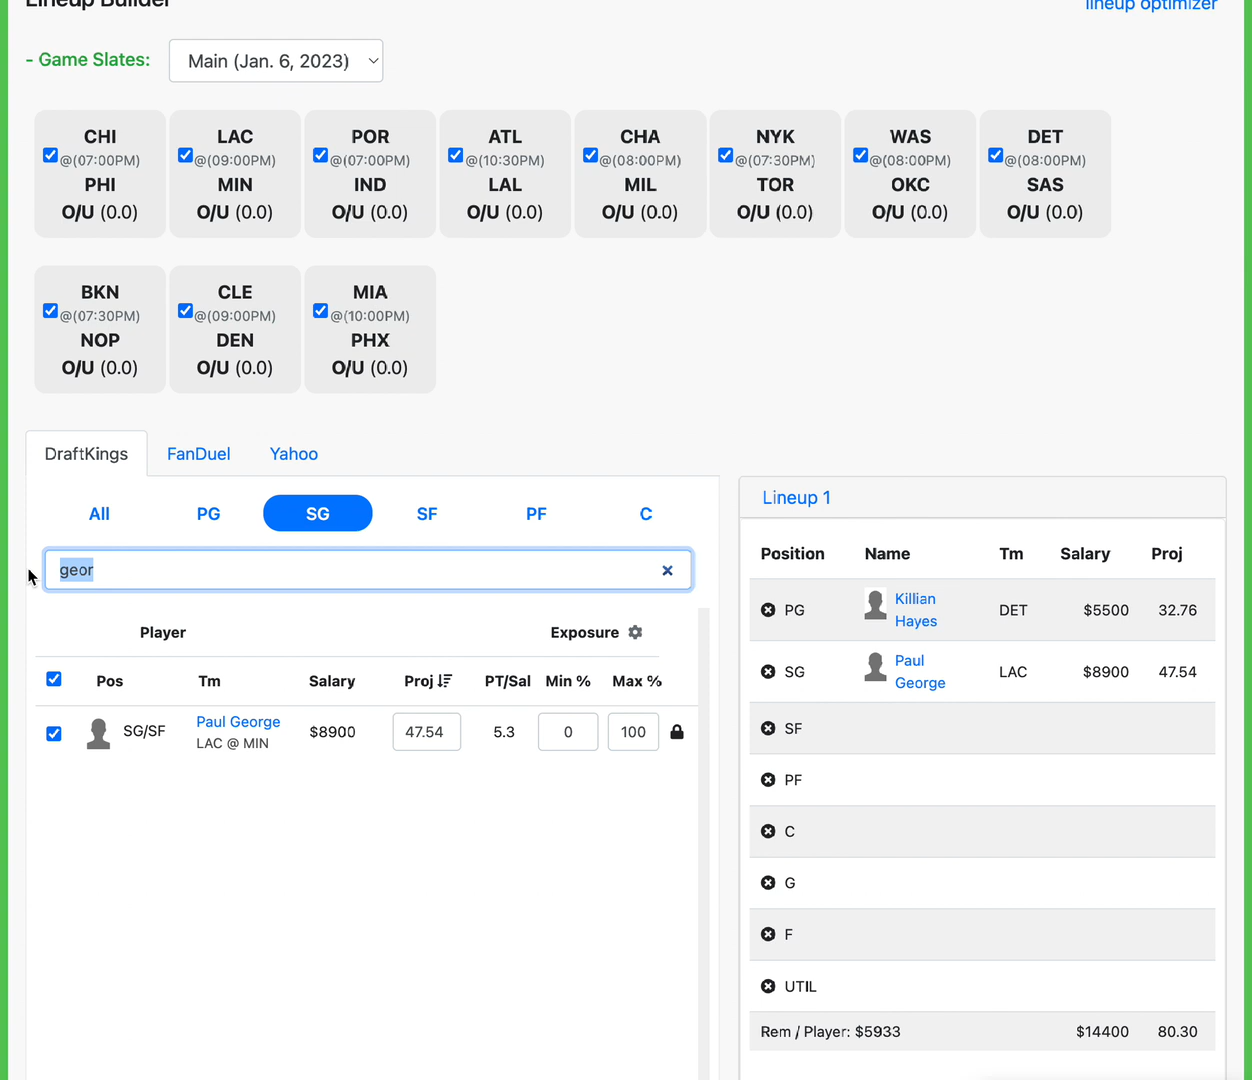 Lineup Builder
lineup optimizer
- Game Slates: Main (Jan. 6, 2023)
CHI
@(07:00PM)
PHI
O/U (0.0)
LAC
@(09:00PM)
MIN
O/U (0.0)
POR
@(07:00PM)
IND
O/U (0.0)
ATL
@(10:30PM)
LAL
O/U (0.0)
CHA
@(08:00PM)
MIL
O/U (0.0)
NYK
@(07:30PM)
TOR
O/U (0.0)
WAS
@(08:00PM)
OKC
O/U (0.0)
DET
@(08:00PM)
SAS
O/U (0.0)
BKN
@(07:30PM)
NOP
O/U (0.0)
CLE
@(09:00PM)
DEN
O/U (0.0)
MIA
@(10:00PM)
PHX
O/U (0.0)
DraftKings FanDuel Yahoo
All PG SG SF PF C
geor
Player Exposure
Pos Tm Salary Proj PT/Sal Min % Max %
SG/SF Paul George $8900 47.54 5.3 0 100
LAC @ MIN
Lineup 1
Position Name Tm Salary Proj
PG Killian Hayes DET $5500 32.76
SG Paul George LAC $8900 47.54
SF
PF
C
G
F
UTIL
Rem / Player: $5933 $14400 80.30